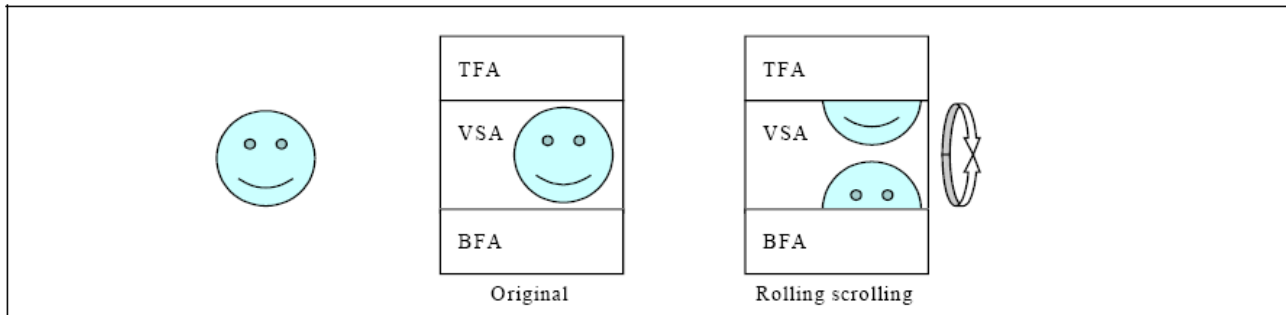 TFA
VSA
BFA
Original
TFA
VSA
BFA
Rolling scrolling